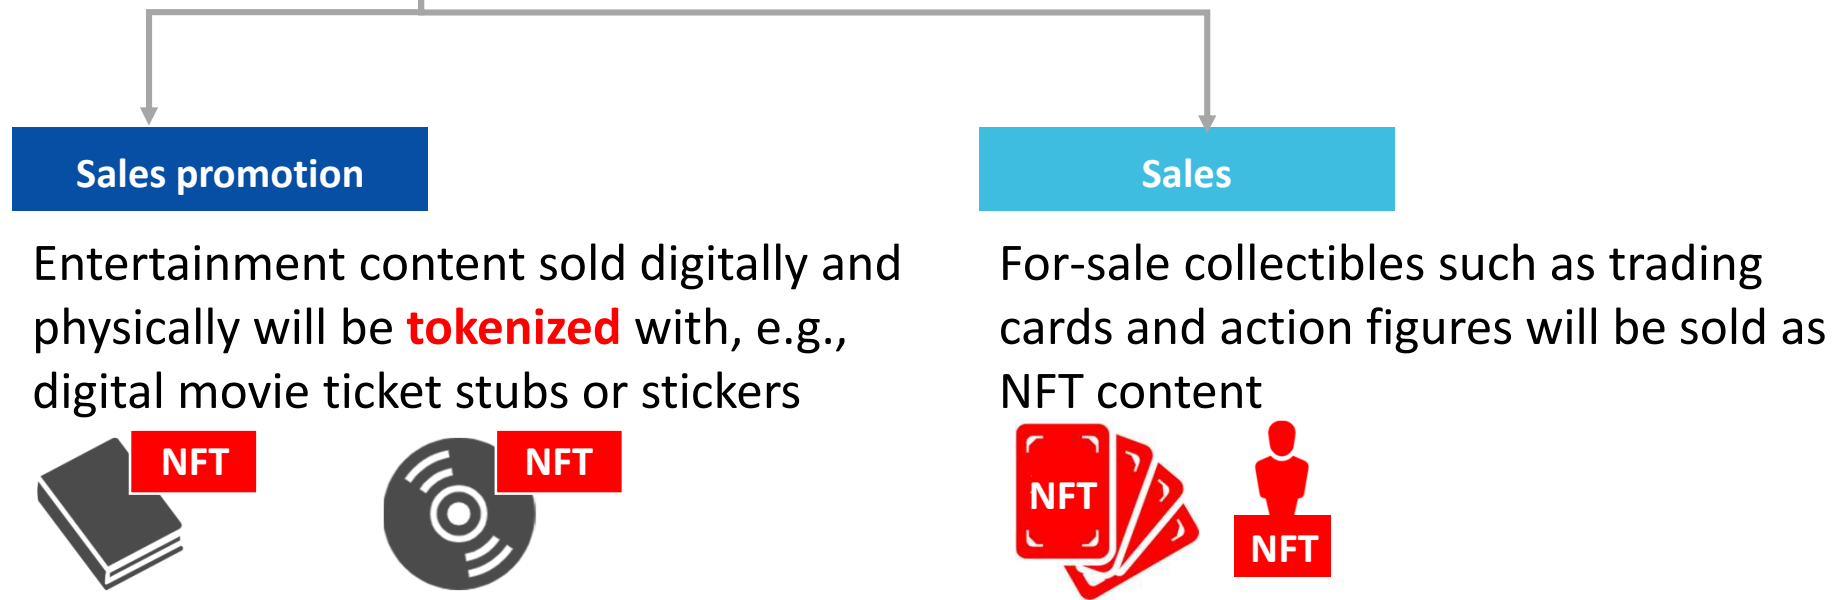 Sales promotion
Entertainment content sold digitally and
physically will be tokenized with, e.g.,
digital movie ticket stubs or stickers
NFT
NFT
Sales
For-sale collectibles such as trading
cards and action figures will be sold as
NFT content
NFT
NFT